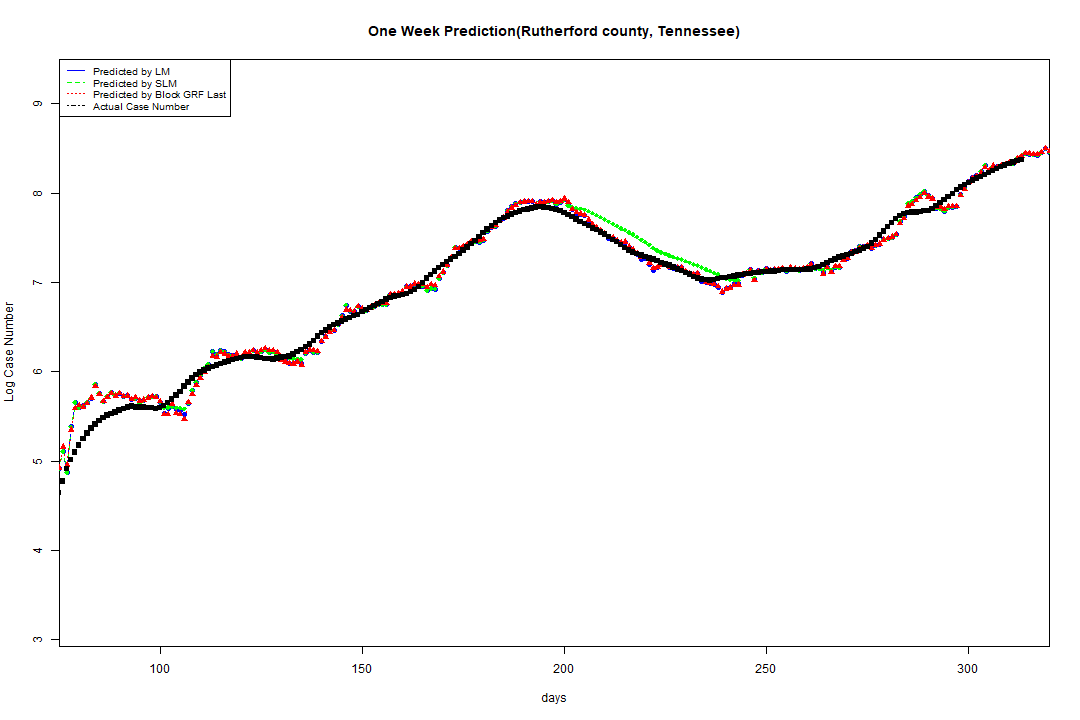 One Week Prediction(Rutherford county, Tennessee)
Predicted by LM
Predicted by SLM
Predicted by Block GRF Last
Actual Case Number
9
8
7
6
5
4
3
Log Case Number
100 150 200 250 300
days